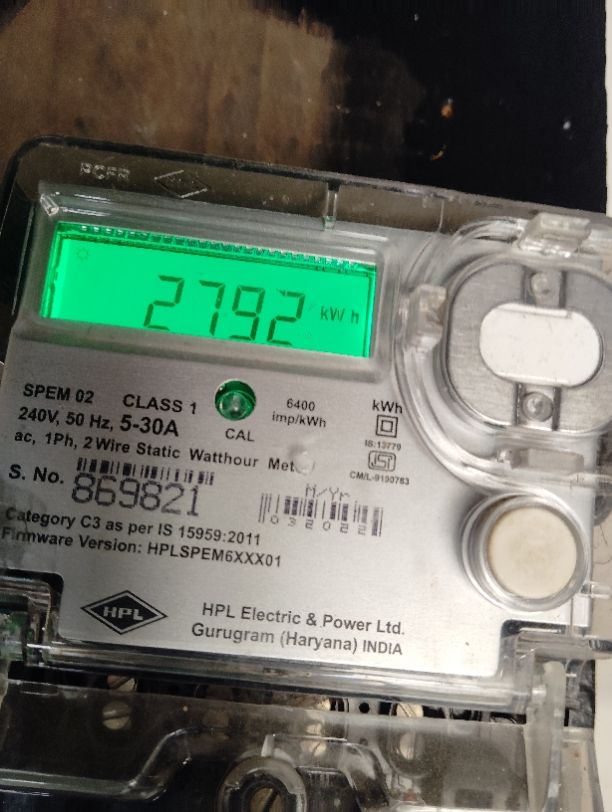 2792 kWh
SPEM 02 CLASS 1
240V, 50 Hz, 5-30A
ac, 1Ph, 2 Wire Static Watthour Meter
CAL
6400
imp/kWh
kWh
IS:13779
ISI
CM/L-9190783
S. No. 869821
M/Yr
032022
Category C3 as per IS 15959:2011
Firmware Version: HPLSPEM6XXX01
HPL
HPL Electric & Power Ltd.
Gurugram (Haryana) INDIA